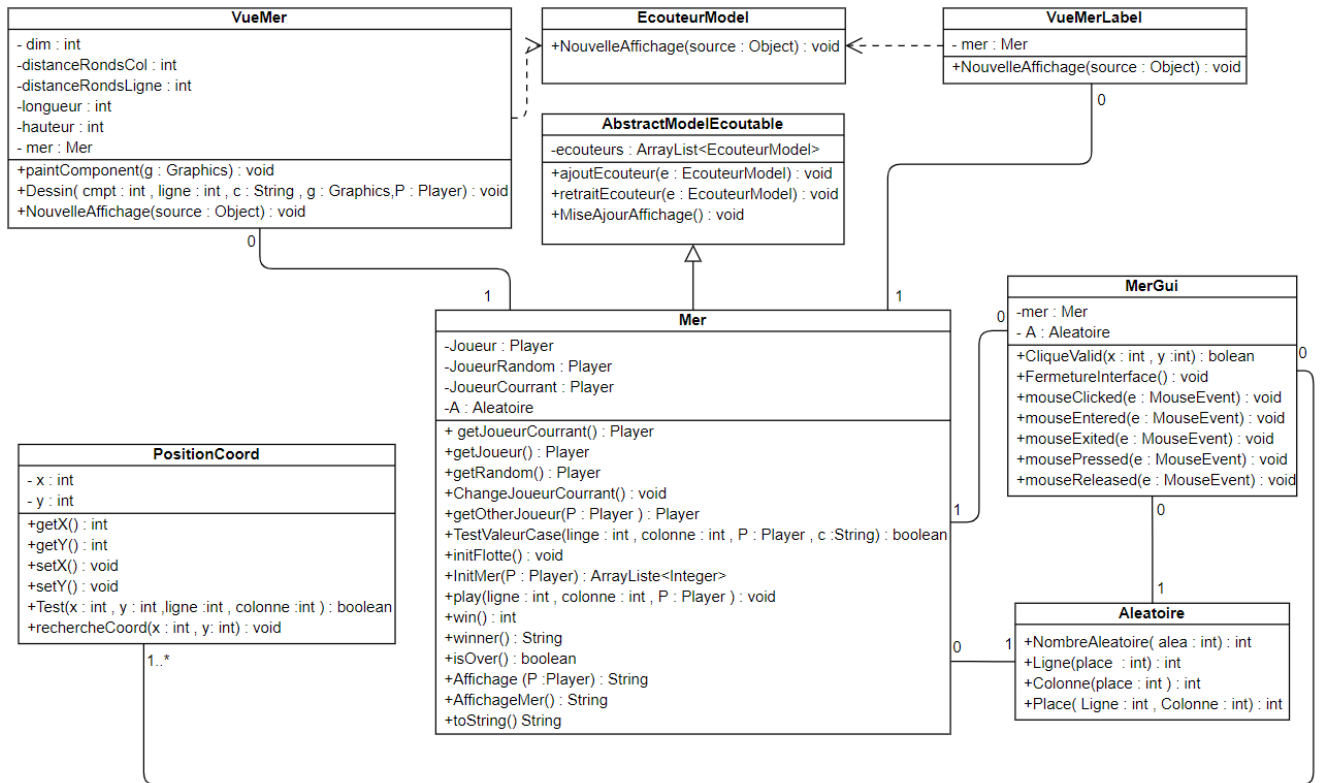 VueMer
- dim : int
-distanceRondsCol : int
-distanceRondsLigne : int
-longueur : int
-hauteur : int
- mer : Mer
+paintComponent(g : Graphics) : void
+Dessin( cmpt : int , ligne : int , c : String , g : Graphics,P : Player) : void
+NouvelleAffichage(source : Object) : void
0
1
EcouteurModel
+NouvelleAffichage(source : Object) : void
VueMerLabel
- mer : Mer
+NouvelleAffichage(source : Object) : void
0
1
AbstractModelEcoutable
-ecouteurs : ArrayList<EcouteurModel>
+ajoutEcouteur(e : EcouteurModel) : void
+retraitEcouteur(e : EcouteurModel) : void
+MiseAjourAffichage() : void
Mer
-Joueur : Player
-JoueurRandom : Player
-JoueurCourrant : Player
-A : Aleatoire
+ getJoueurCourrant() : Player
+getJoueur() : Player
+getRandom() : Player
+ChangeJoueurCourrant() : void
+getOtherJoueur(P : Player ) : Player
+TestValeurCase(linge : int , colonne : int , P : Player , c :String) : boolean
+initFlotte() : void
+InitMer(P : Player) : ArrayListe<Integer>
+play(ligne : int , colonne : int , P : Player ) : void
+win() : int
+winner() : String
+isOver() : boolean
+Affichage (P :Player) : String
+AffichageMer() : String
+toString() String
MerGui
-mer : Mer
- A : Aleatoire
+CliqueValid(x : int , y :int) : bolean
+FermetureInterface() : void
+mouseClicked(e : MouseEvent) : void
+mouseEntered(e : MouseEvent) : void
+mouseExited(e : MouseEvent) : void
+mousePressed(e : MouseEvent) : void
+mouseReleased(e : MouseEvent) : void
0
0
1
0
1
PositionCoord
- x : int
- y : int
+getX() : int
+getY() : int
+setX() : void
+setY() : void
+Test(x : int , y : int ,ligne :int , colonne :int ) : boolean
+rechercheCoord(x : int , y: int) : void
1..*
Aleatoire
+NombreAleatoire( alea : int) : int
+Ligne(place : int) : int
+Colonne(place : int ) : int
+Place( Ligne : int , Colonne : int) : int
0
1